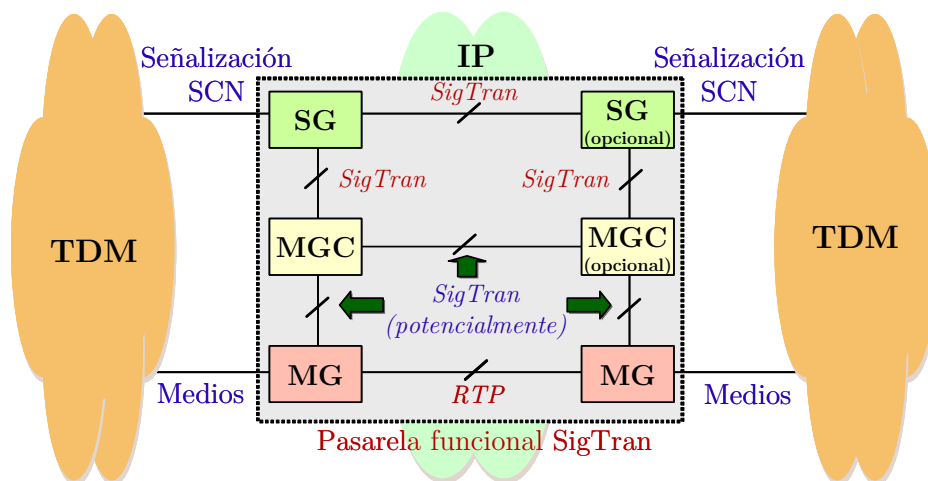 IP
Señalización
SCN
SigTran
Señalización
SCN
SG
SG
(opcional)
SigTran
SigTran
TDM
MGC
MGC
(opcional)
TDM
SigTran
(potencialmente)
MG
MG
Medios
RTP
Medios
Pasarela funcional SigTran